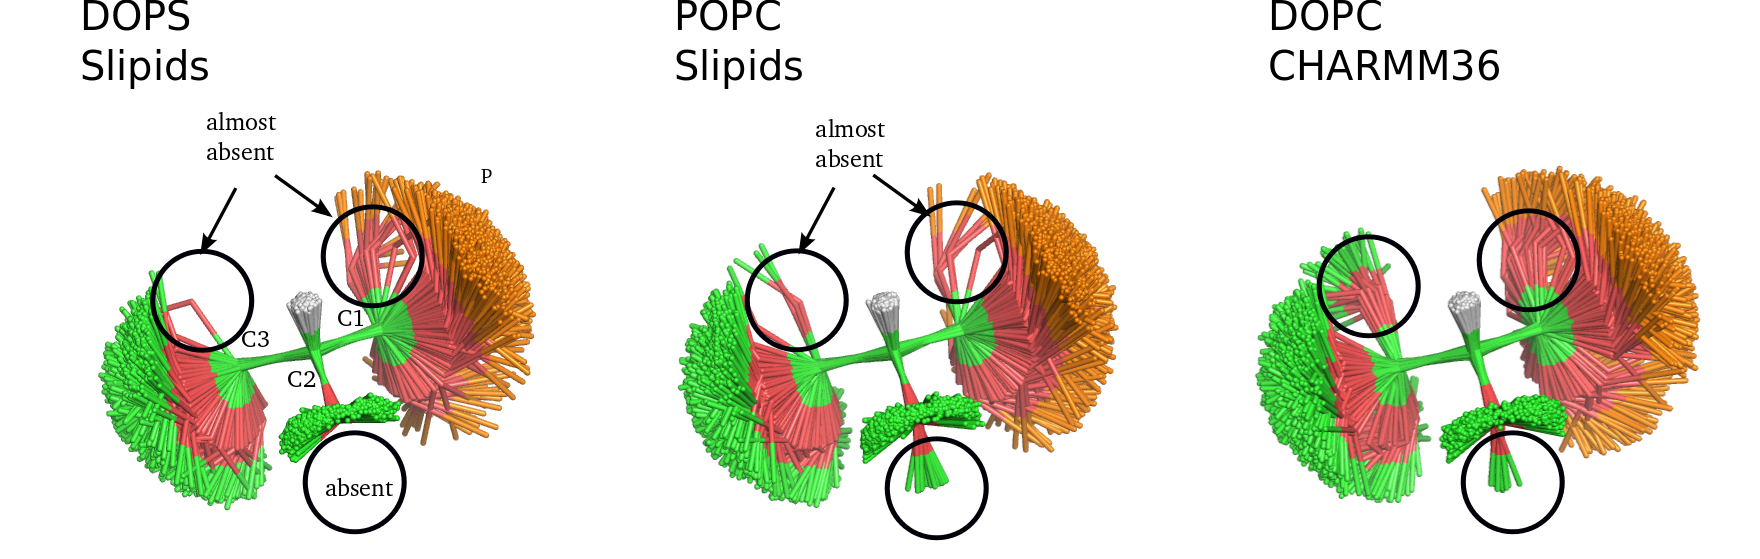 DOPS
Slipids
almost
absent
P
C1
C3
C2
absent
POPC
Slipids
almost
absent
DOPC
CHARMM36